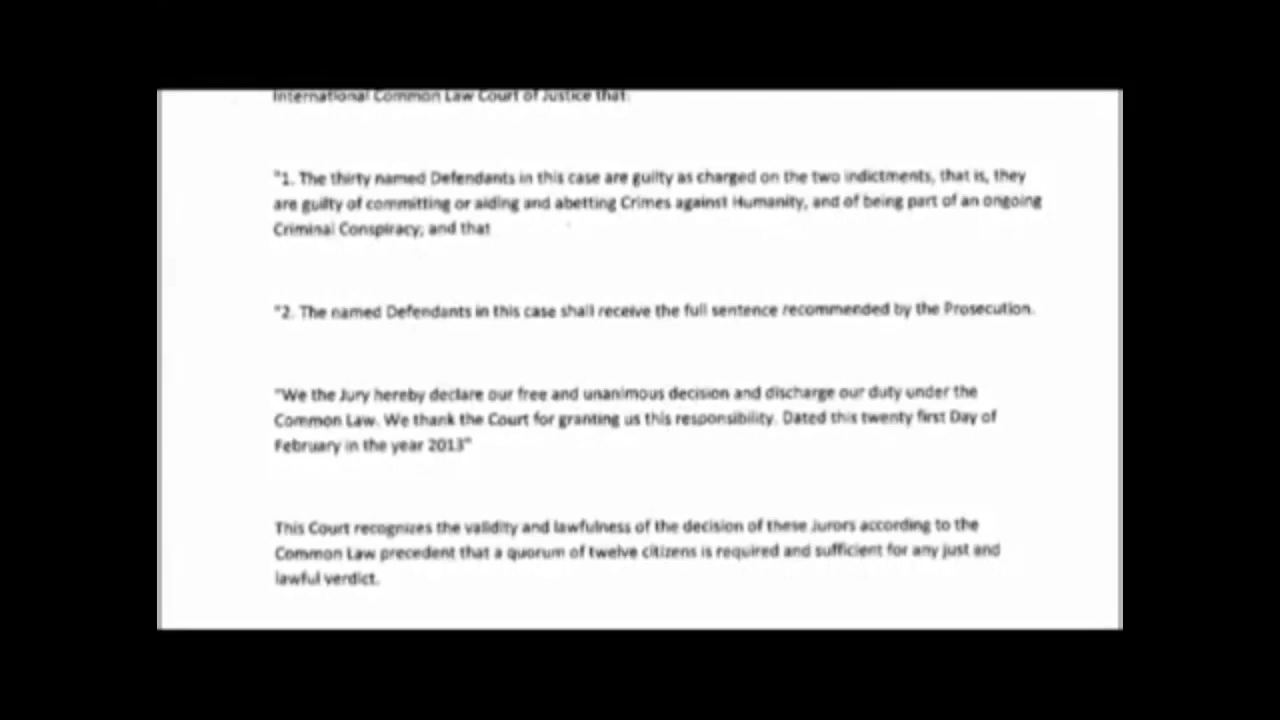 International Common Law Court of Justice that:
"1. The thirty named Defendants in this case are guilty as charged on the two indictments, that is, they
are guilty of committing or aiding and abetting Crimes against Humanity, and of being part of an ongoing
Criminal Conspiracy; and that
"2. The named Defendants in this case shall receive the full sentence recommended by the Prosecution.
"We the Jury hereby declare our free and unanimous decision and discharge our duty under the
Common Law. We thank the Court for granting us this responsibility. Dated this twenty first Day of
February in the year 2013"
This Court recognizes the validity and lawfulness of the decision of these Jurors according to the
Common Law precedent that a quorum of twelve citizens is required and sufficient for any just and
lawful verdict.